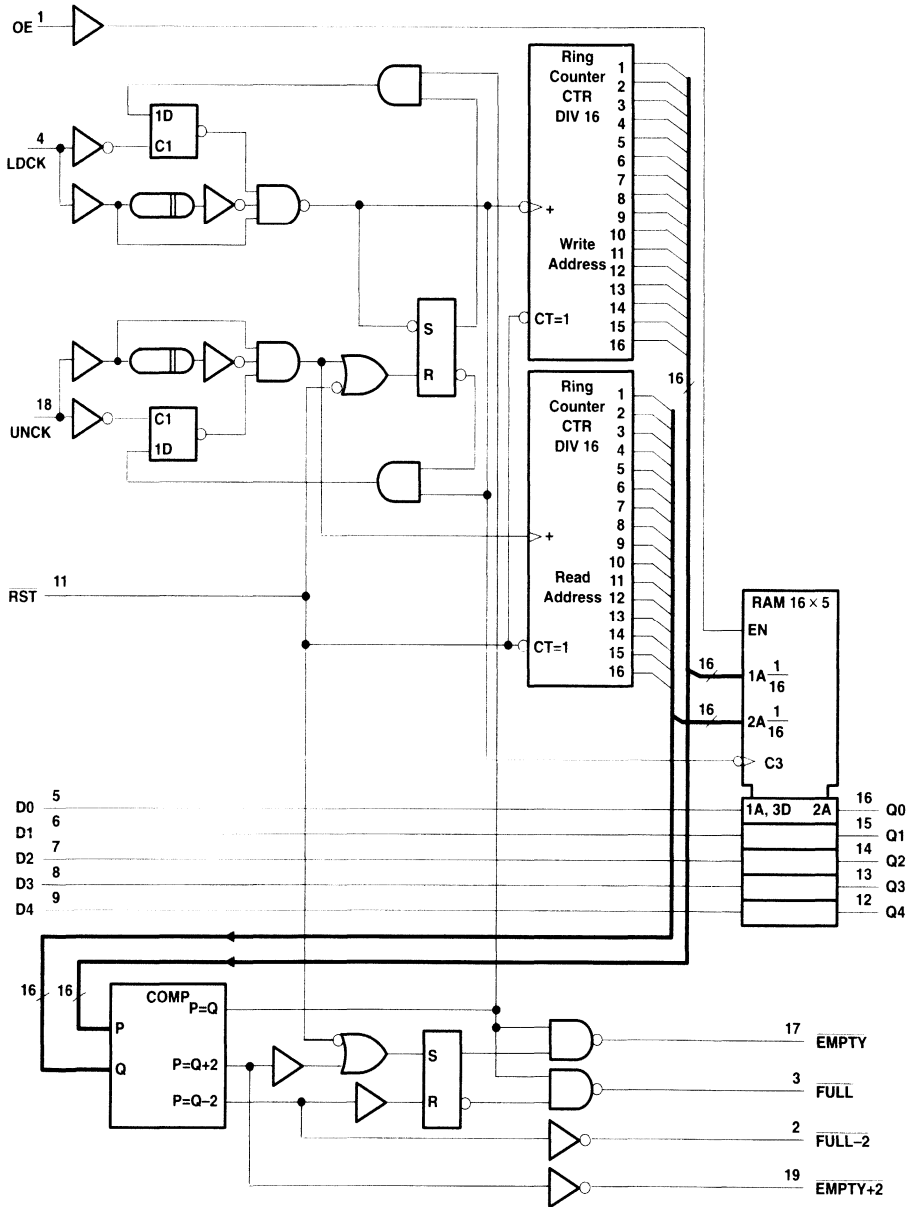 OE 1
Ring
Counter
CTR
DIV 16
1
2
3
4
5
6
7
8
9
10
11
12
13
14
15
16
+
Write
Address
CT=1
1D
C1
4
LDCK
S
R
18
UNCK
C1
1D
16
Ring
Counter
CTR
DIV 16
1
2
3
4
5
6
7
8
9
10
11
12
13
14
15
16
+
Read
Address
CT=1
RST 11
RAM 16 × 5
EN
16
1A 1/16
16
2A 1/16
C3
D0 5
1A, 3D 2A
16 Q0
D1 6
15 Q1
D2 7
14 Q2
D3 8
13 Q3
D4 9
12 Q4
16 16
COMP
P=Q
P
Q
P=Q+2
P=Q−2
S
R
17 EMPTY
3 FULL
2 FULL−2
19 EMPTY+2